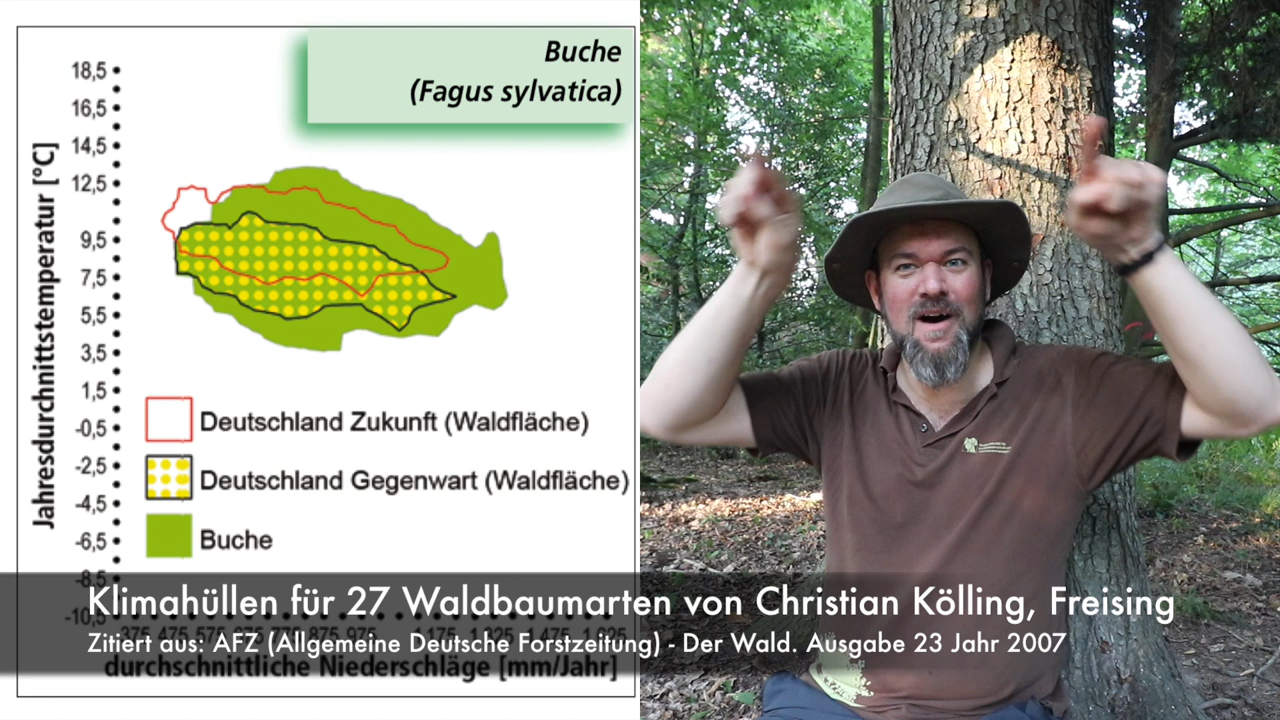 Buche
(Fagus sylvatica)
Jahresdurchnittstemperatur [°C]
18,5
16,5
14,5
12,5
9,5
7,5
5,5
3,5
1,5
-0,5
-2,5
-4,5
-6,5
-8,5
-10,5
Deutschland Zukunft (Waldfläche)
Deutschland Gegenwart (Waldfläche)
Buche
Klimahüllen für 27 Waldbaumarten von Christian Kölling, Freising
Zitiert aus: AFZ (Allgemeine Deutsche Forstzeitung) - Der Wald. Ausgabe 23 Jahr 2007
durchschnittliche Niederschläge [mm/Jahr]